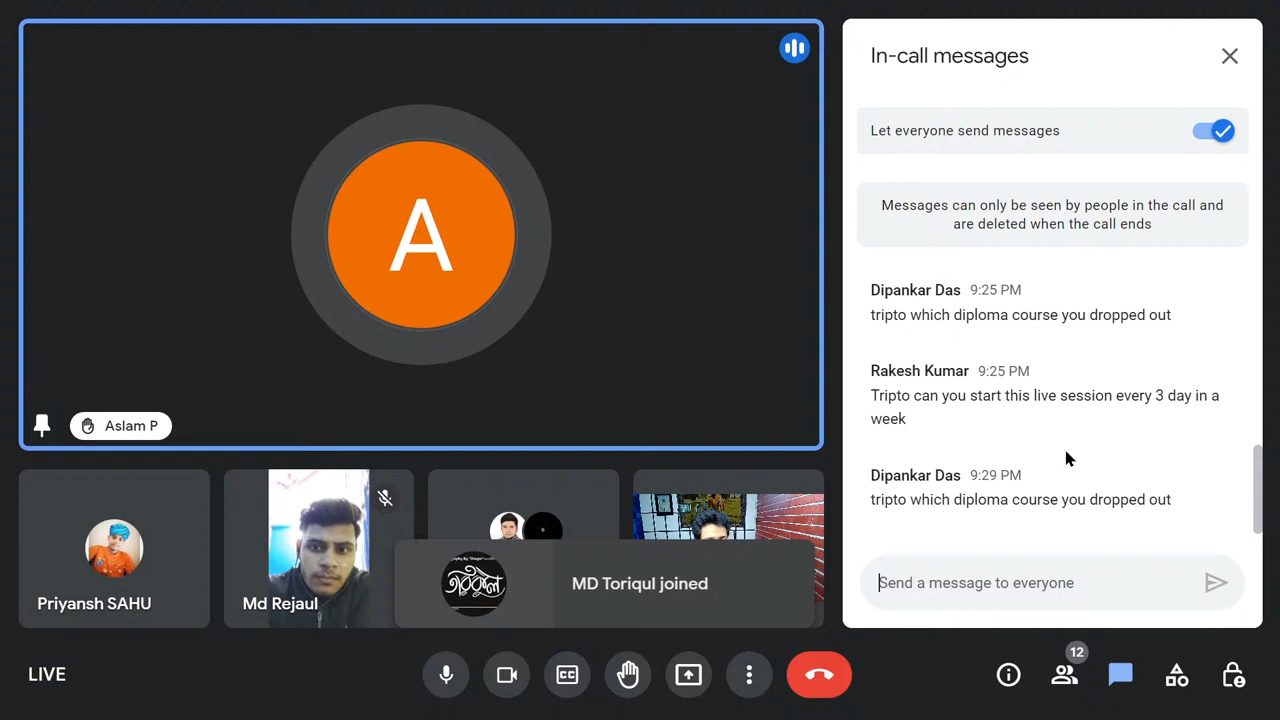 A
Aslam P
Priyansh SAHU
Md Rejaul
MD Toriqul joined
LIVE
In-call messages
Let everyone send messages
Messages can only be seen by people in the call and
are deleted when the call ends
Dipankar Das 9:25 PM
tripto which diploma course you dropped out
Rakesh Kumar 9:25 PM
Tripto can you start this live session every 3 day in a
week
Dipankar Das 9:29 PM
tripto which diploma course you dropped out
Send a message to everyone
12